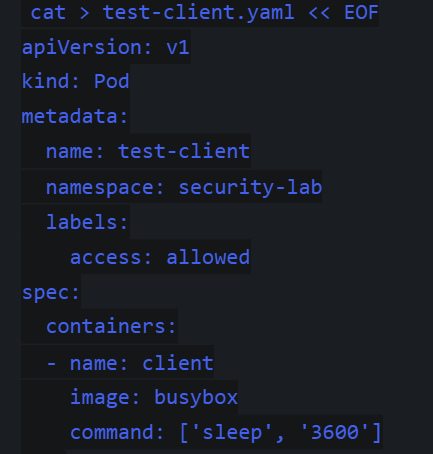 cat > test-client.yaml << EOF
apiVersion: v1
kind: Pod
metadata:
  name: test-client
  namespace: security-lab
  labels:
    access: allowed
spec:
  containers:
  - name: client
    image: busybox
    command: ['sleep', '3600']